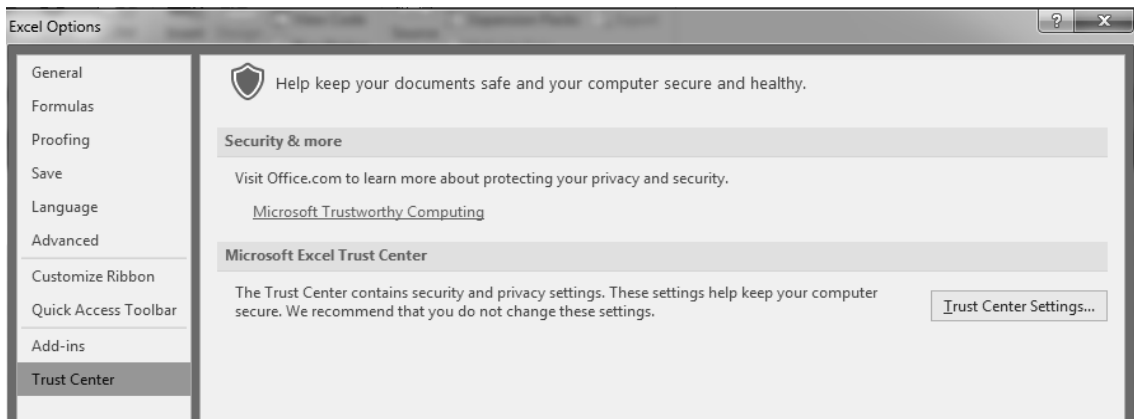 Excel Options
?
X
General
Formulas
Proofing
Save
Language
Advanced
Customize Ribbon
Quick Access Toolbar
Add-ins
Trust Center
Help keep your documents safe and your computer secure and healthy.
Security & more
Visit Office.com to learn more about protecting your privacy and security.
Microsoft Trustworthy Computing
Microsoft Excel Trust Center
The Trust Center contains security and privacy settings. These settings help keep your computer
secure. We recommend that you do not change these settings.
Trust Center Settings...